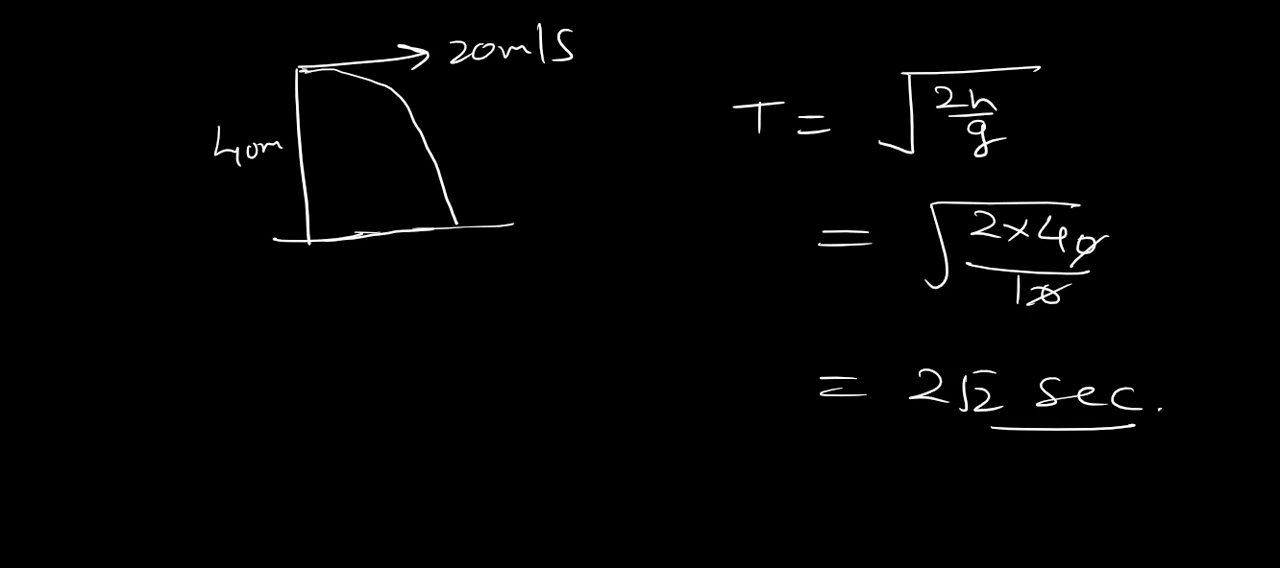 20m/s
40m
T = √(2h/g)
= √(2×40/10)
= 2√2 sec.